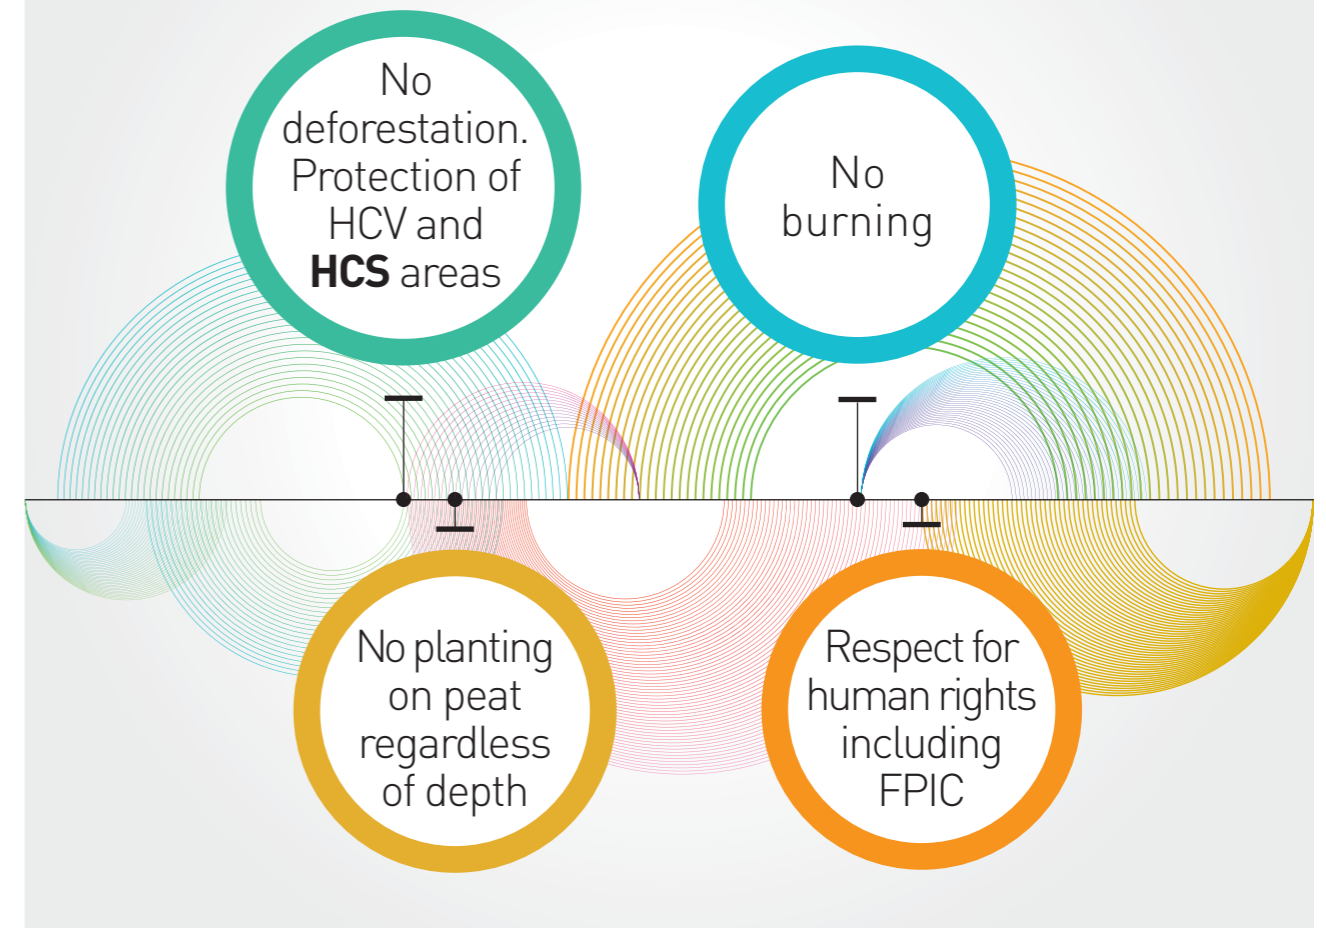 No
deforestation.
Protection of
HCV and
HCS areas
No
burning
No planting
on peat
regardless
of depth
Respect for
human rights
including
FPIC